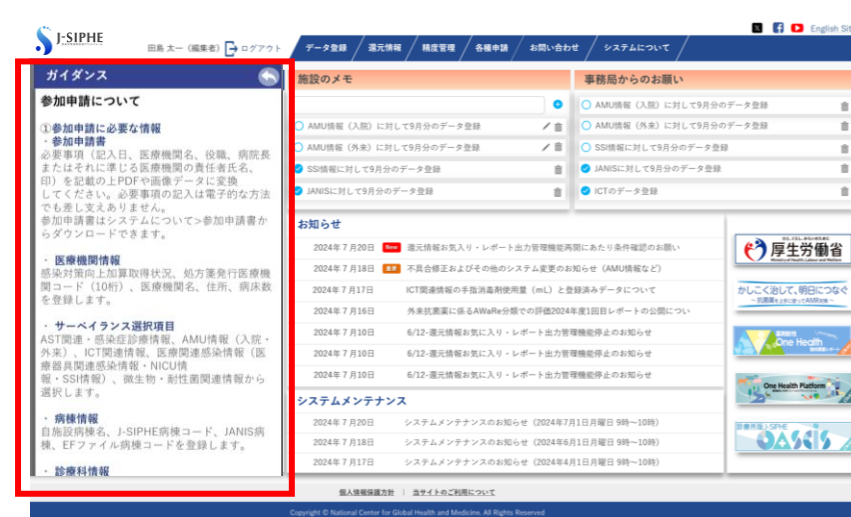 J-SIPHE
田島 太一（編集者） ログアウト
データ登録
還元情報
精度管理
各種申請
お問い合わせ
システムについて
English Sit
ガイダンス
参加申請について
①参加申請に必要な情報
・参加申請書
必要事項（記入日、医療機関名、役職、病院長
またはそれに準じる医療機関の責任者氏名、
印）を記載の上PDFや画像データに変換
してください。必要事項の記入は電子的な方法
でも差し支えありません。
参加申請書はシステムについて>参加申請書か
らダウンロードできます。
・医療機関情報
感染対策向上加算取得状況、処方箋発行医療機
関コード（10桁）、医療機関名、住所、病床数
を登録します。
・サーベイランス選択項目
AST関連・感染症診療情報、AMU情報（入院・
外来）、ICT関連情報、医療関連感染情報（医
療器具関連感染情報・NICU情
報・SSI情報）、微生物・耐性菌関連情報から
選択します。
・病棟情報
自施設病棟名、J-SIPHE病棟コード、JANIS病
棟、EFファイル病棟コードを登録します。
・診療科情報
施設のメモ
AMU情報（入院）に対して9月分のデータ登録
AMU情報（外来）に対して9月分のデータ登録
SSI情報に対して9月分のデータ登録
JANISに対して9月分のデータ登録
事務局からのお願い
AMU情報（入院）に対して9月分のデータ登録
AMU情報（外来）に対して9月分のデータ登録
SSI情報に対して9月分のデータ登録
JANISに対して9月分のデータ登録
ICTのデータ登録
お知らせ
2024年7月20日 New 還元情報お気入り・レポート出力管理機能再開にあたり条件確認のお願い
2024年7月18日 重要 不具合修正およびその他のシステム変更のお知らせ（AMU情報など）
2024年7月17日 ICT関連情報の手指消毒剤使用量（mL）と登録済みデータについて
2024年7月16日 外来抗菌薬に係るAWaRe分類での評価2024年度1回目レポートの公開につい
2024年7月10日 6/12-還元情報お気に入り・レポート出力管理機能停止のお知らせ
2024年7月10日 6/12-還元情報お気に入り・レポート出力管理機能停止のお知らせ
2024年7月10日 6/12-還元情報お気に入り・レポート出力管理機能停止のお知らせ
システムメンテナンス
2024年7月20日 システムメンテナンスのお知らせ（2024年7月1日月曜日 9時～10時）
2024年7月18日 システムメンテナンスのお知らせ（2024年6月1日月曜日 9時～10時）
2024年7月17日 システムメンテナンスのお知らせ（2024年4月1日月曜日 9時～10時）
厚生労働省
Ministry of Health, Labour and Welfare
かしこく治して、明日につなぐ
～抗菌薬を上手に使ってAMR対策～
One Health
One Health Platform
OASCIS
個人情報保護方針 | 当サイトのご利用について
Copyright © National Center for Global Health and Medicine. All Rights Reserved